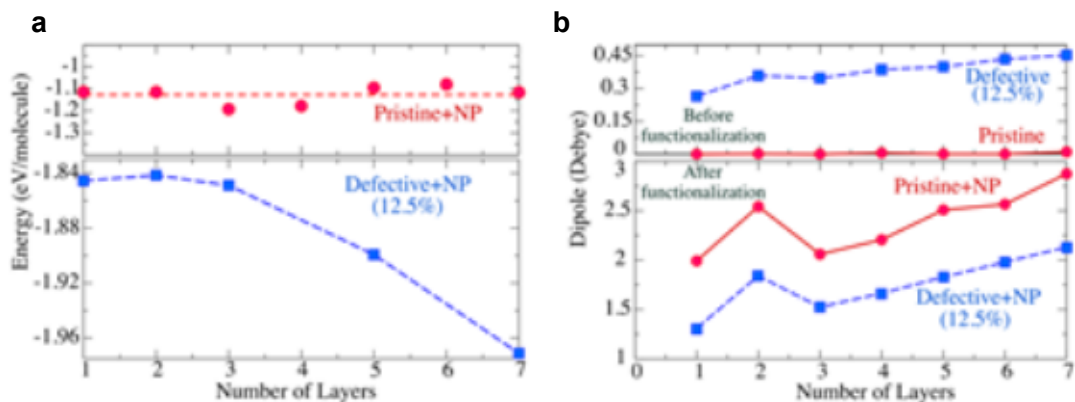 a
b
-1
-1.1
-1.2
-1.3
Pristine+NP
-1.84
-1.88
-1.92
-1.96
Defective+NP
(12.5%)
Energy (eV/molecule)
1 2 3 4 5 6 7
Number of Layers
0.45
0.3
0.15
0
Defective
(12.5%)
Before
functionalization
Pristine
3
2.5
2
1.5
1
After
functionalization
Pristine+NP
Defective+NP
(12.5%)
Dipole (Debye)
0 1 2 3 4 5 6 7
Number of Layers